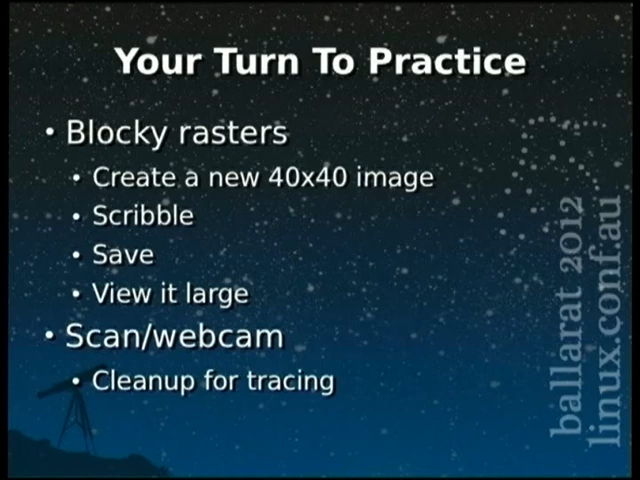 Your Turn To Practice
• Blocky rasters
• Create a new 40x40 image
• Scribble
• Save
• View it large
• Scan/webcam
• Cleanup for tracing
ballarat 2012
linux.conf.au